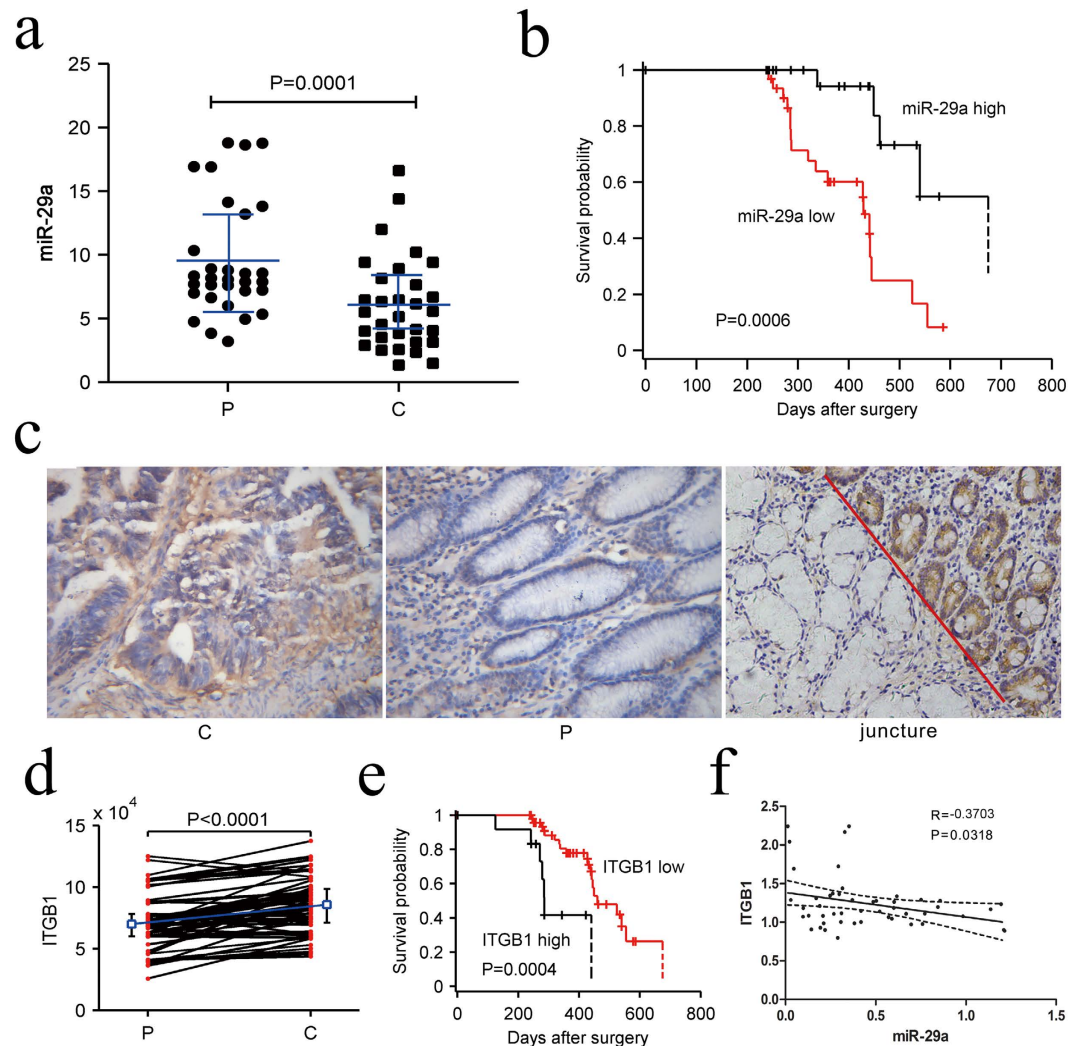 a
25
20
15
10
5
0
miR-29a
P=0.0001
P
C
b
1
0.8
0.6
0.4
0.2
0
Survival probability
miR-29a high
miR-29a low
P=0.0006
0 100 200 300 400 500 600 700 800
Days after surgery
c
C
P
juncture
d
x 10^4
15
10
5
0
ITGB1
P<0.0001
P
C
e
1
0.8
0.6
0.4
0.2
0
Survival probability
ITGB1 low
ITGB1 high
P=0.0004
0 200 400 600 800
Days after surgery
f
2.5
2.0
1.5
1.0
0.5
0.0
ITGB1
R=-0.3703
P=0.0318
0.0 0.5 1.0 1.5
miR-29a